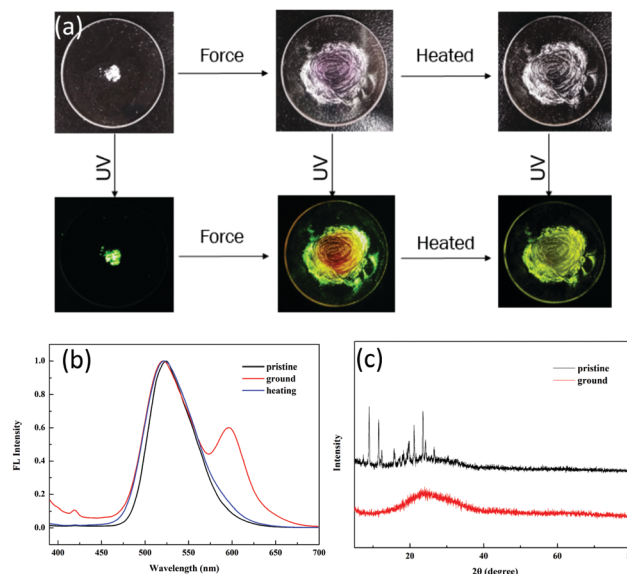 (a)
Force
Heated
UV
UV
UV
Force
Heated
(b)
pristine
ground
heating
FL Intensity
1.0
0.8
0.6
0.4
0.2
0.0
400
450
500
550
600
650
700
Wavelength (nm)
(c)
pristine
ground
Intensity
20
40
60
80
2θ (degree)